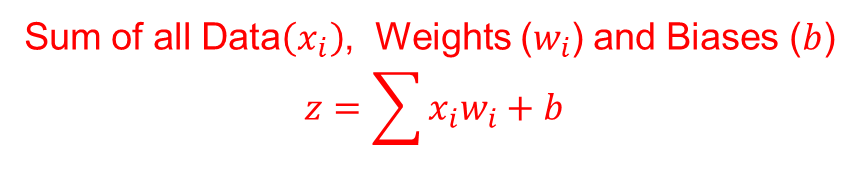 Sum of all Data(𝑥ᵢ),  Weights (𝑤ᵢ) and Biases (𝑏)
𝑧 = ∑ 𝑥ᵢ𝑤ᵢ + 𝑏